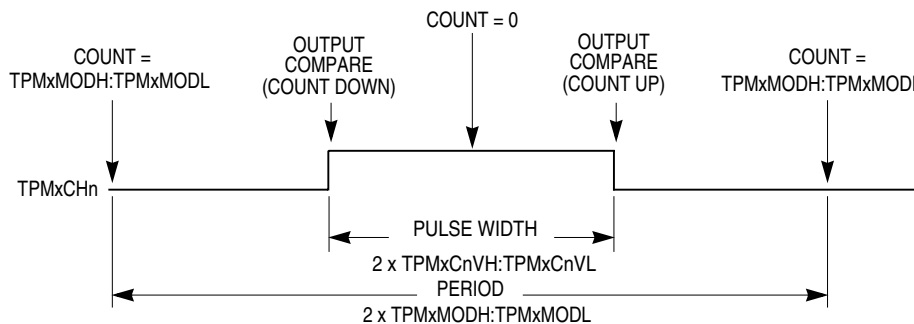 COUNT = 0
COUNT =
TPMxMODH:TPMxMODL
OUTPUT
COMPARE
(COUNT DOWN)
OUTPUT
COMPARE
(COUNT UP)
COUNT =
TPMxMODH:TPMxMODL
TPMxCHn
PULSE WIDTH
2 x TPMxCnVH:TPMxCnVL
PERIOD
2 x TPMxMODH:TPMxMODL